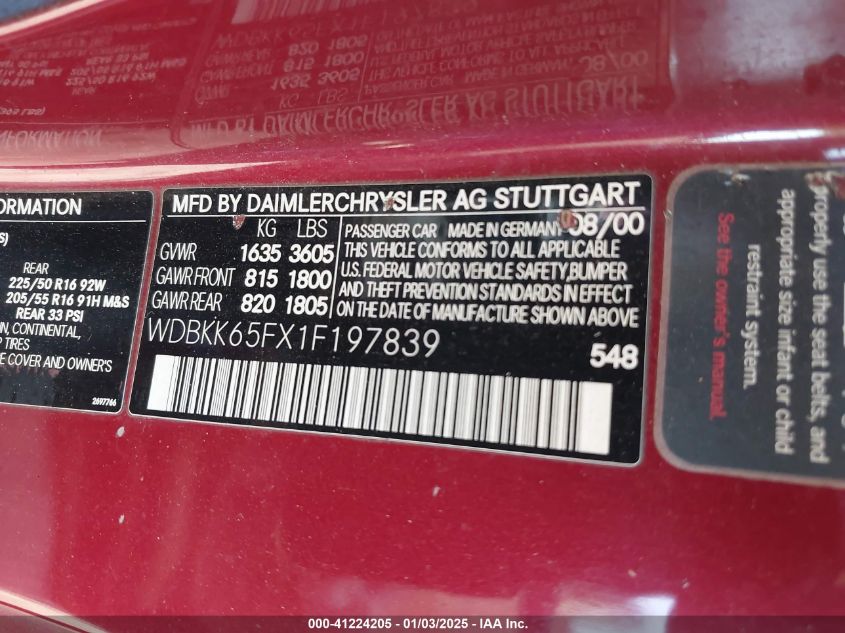 ORMATION
S)
REAR
225/50 R16 92W
205/55 R16 91H M&S
REAR 33 PSI
N, CONTINENTAL,
P TIRES
E COVER AND OWNER'S
2697766
MFD BY DAIMLERCHRYSLER AG STUTTGART
KG LBS
GVWR 1635 3605
GAWR FRONT 815 1800
GAWR REAR 820 1805
PASSENGER CAR MADE IN GERMANY 08/00
THIS VEHICLE CONFORMS TO ALL APPLICABLE
U.S. FEDERAL MOTOR VEHICLE SAFETY, BUMPER
AND THEFT PREVENTION STANDARDS IN EFFECT
ON THE DATE OF MANUFACTURE SHOWN ABOVE
WDBKK65FX1F197839
548
properly use the seat belts, and
appropriate size infant or child
restraint system.
See the owner's manual.
000-41224205 - 01/03/2025 - IAA Inc.